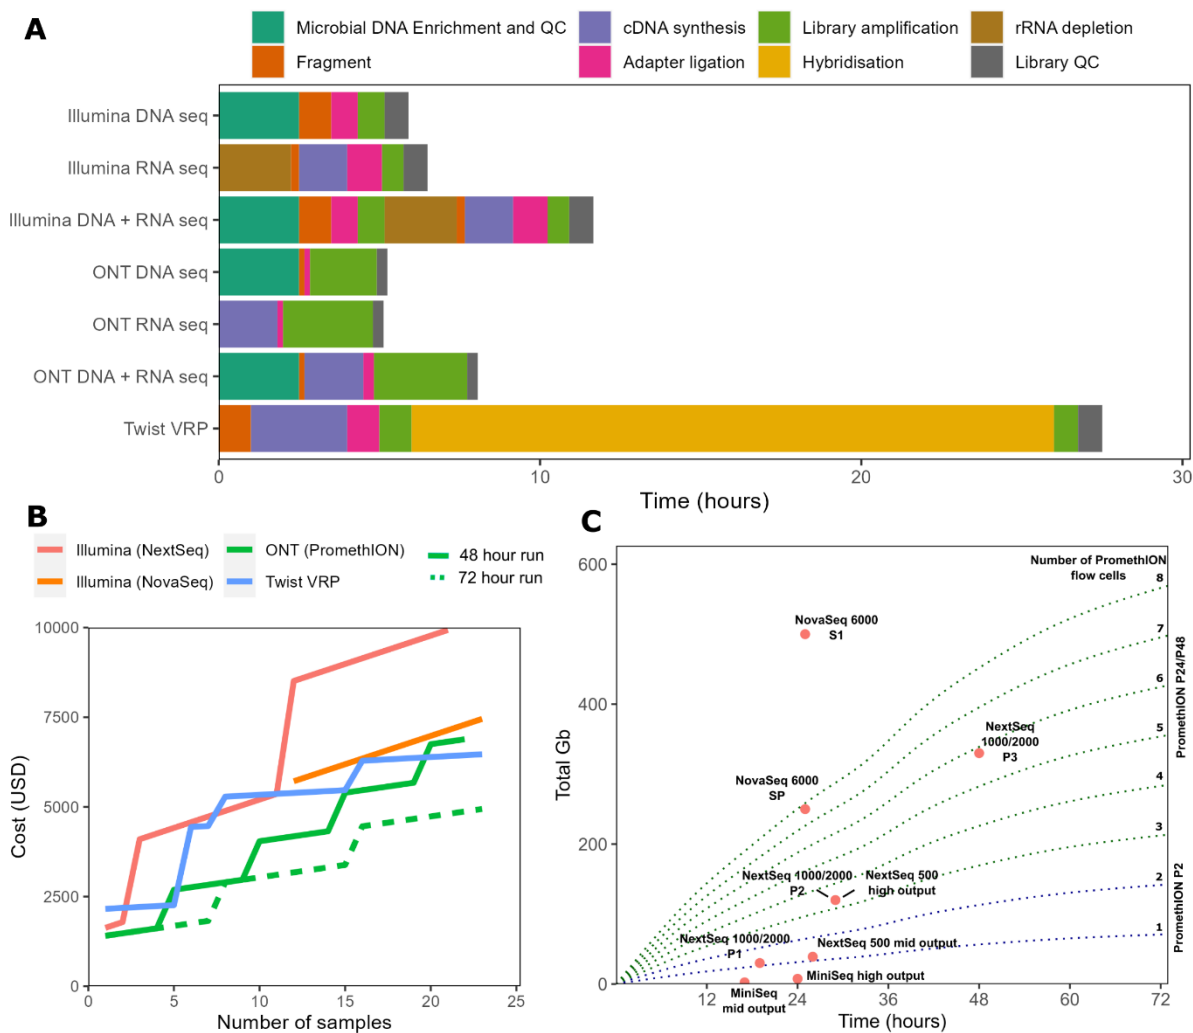 A
Microbial DNA Enrichment and QC
cDNA synthesis
Library amplification
rRNA depletion
Fragment
Adapter ligation
Hybridisation
Library QC
Illumina DNA seq
Illumina RNA seq
Illumina DNA + RNA seq
ONT DNA seq
ONT RNA seq
ONT DNA + RNA seq
Twist VRP
0
10
20
30
Time (hours)
B
Illumina (NextSeq)
ONT (PromethION)
48 hour run
Illumina (NovaSeq)
Twist VRP
72 hour run
10000
7500
5000
2500
0
Cost (USD)
0
5
10
15
20
25
Number of samples
C
600
400
200
0
Total Gb
Number of PromethION
flow cells
8
7
6
5
4
3
2
1
PromethION P24/P48
PromethION P2
NovaSeq 6000
S1
NextSeq
1000/2000
P3
NovaSeq 6000
SP
NextSeq 1000/2000
P2
NextSeq 500
high output
NextSeq 1000/2000
P1
NextSeq 500 mid output
MiniSeq high output
MiniSeq
mid output
12
24
36
48
60
72
Time (hours)